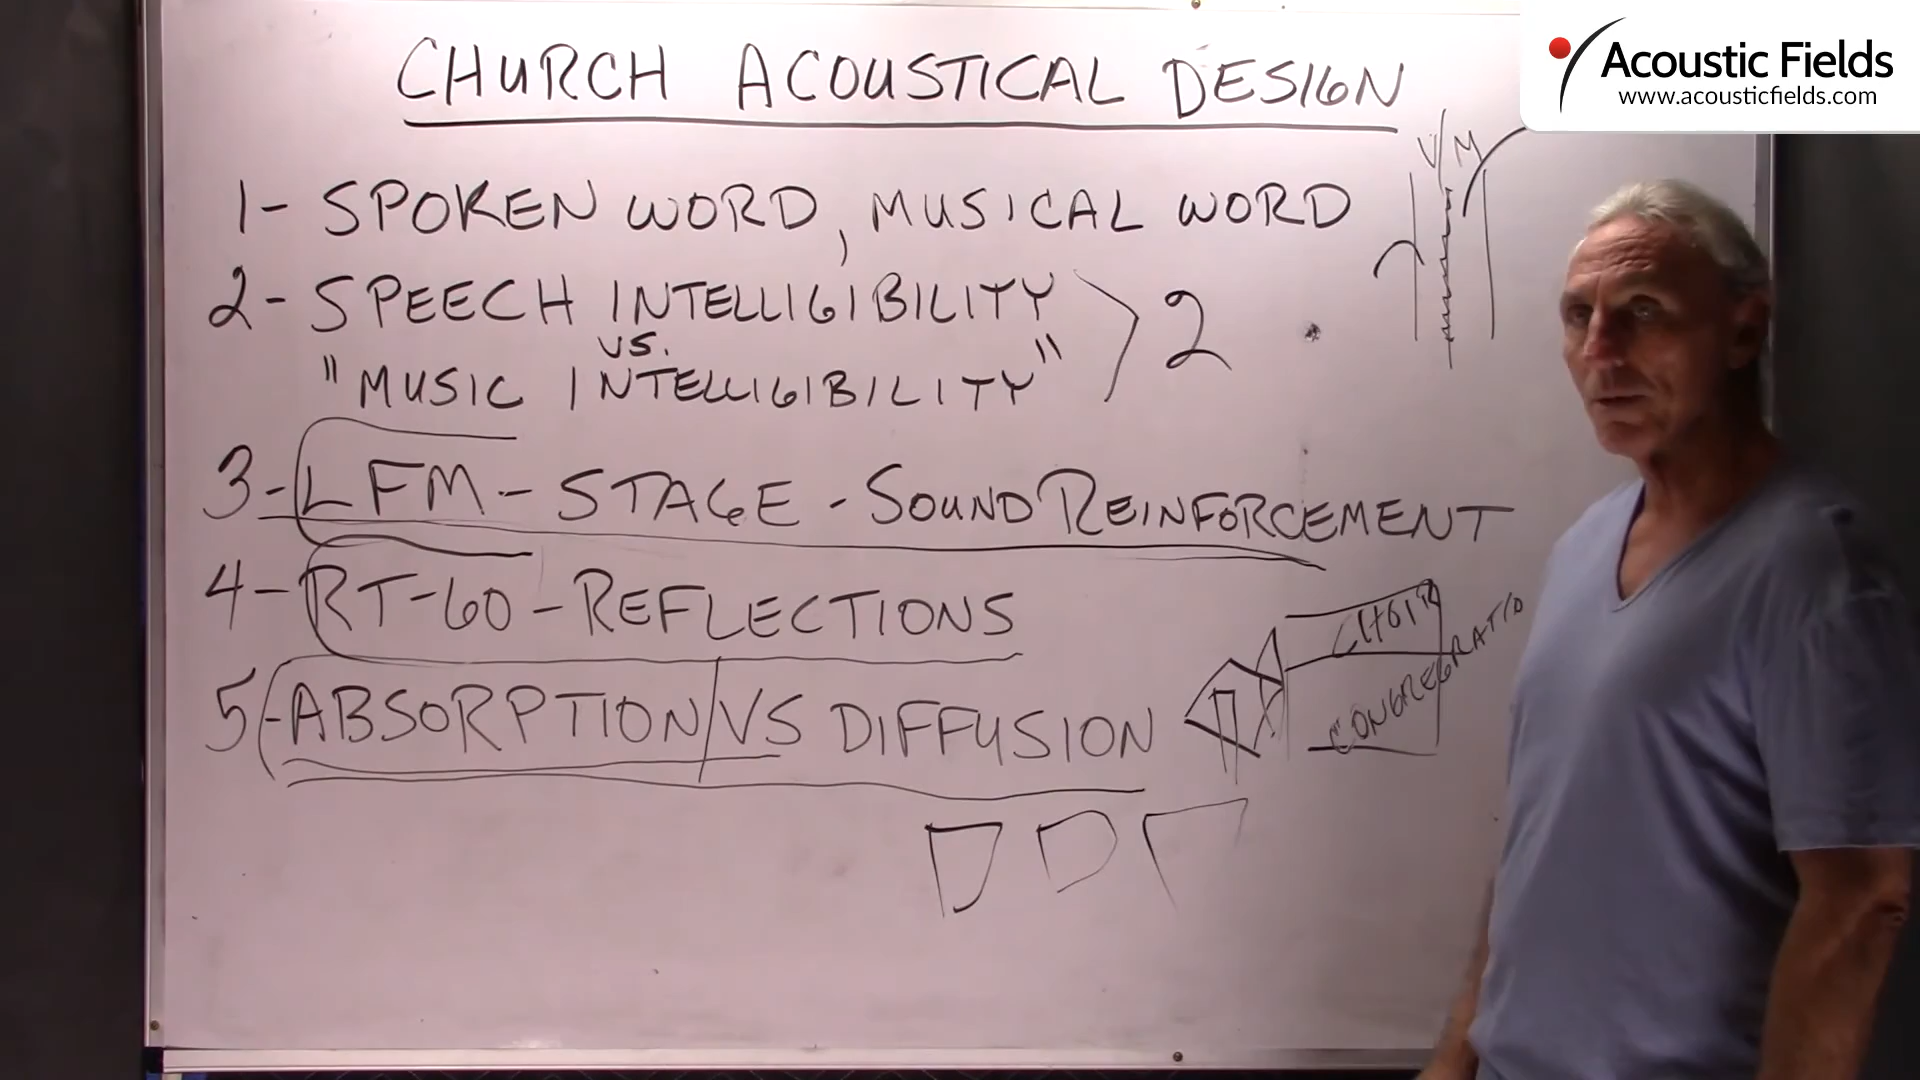 CHURCH ACOUSTICAL DESIGN
Acoustic Fields
www.acousticfields.com
V/M
1- SPOKEN WORD, MUSICAL WORD
2- SPEECH INTELLIGIBILITY
vs.
"MUSIC INTELLIGIBILITY"
2
3- LFM - STAGE - SOUND REINFORCEMENT
4- RT-60 - REFLECTIONS
CHOIR
CONGREGRATIO
5- ABSORPTION/VS DIFFUSION